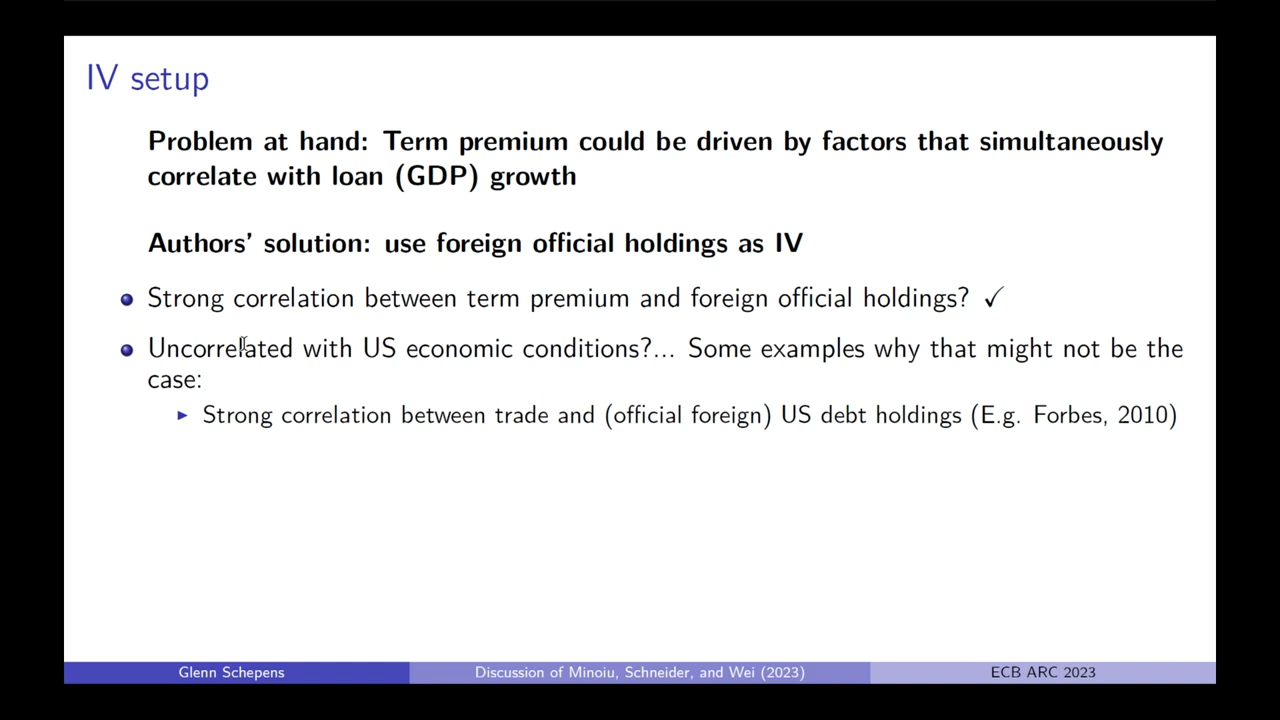 IV setup
Problem at hand: Term premium could be driven by factors that simultaneously
correlate with loan (GDP) growth
Authors' solution: use foreign official holdings as IV
Strong correlation between term premium and foreign official holdings? ✓
Uncorrelated with US economic conditions?... Some examples why that might not be the
case:
Strong correlation between trade and (official foreign) US debt holdings (E.g. Forbes, 2010)
Glenn Schepens
Discussion of Minoiu, Schneider, and Wei (2023)
ECB ARC 2023